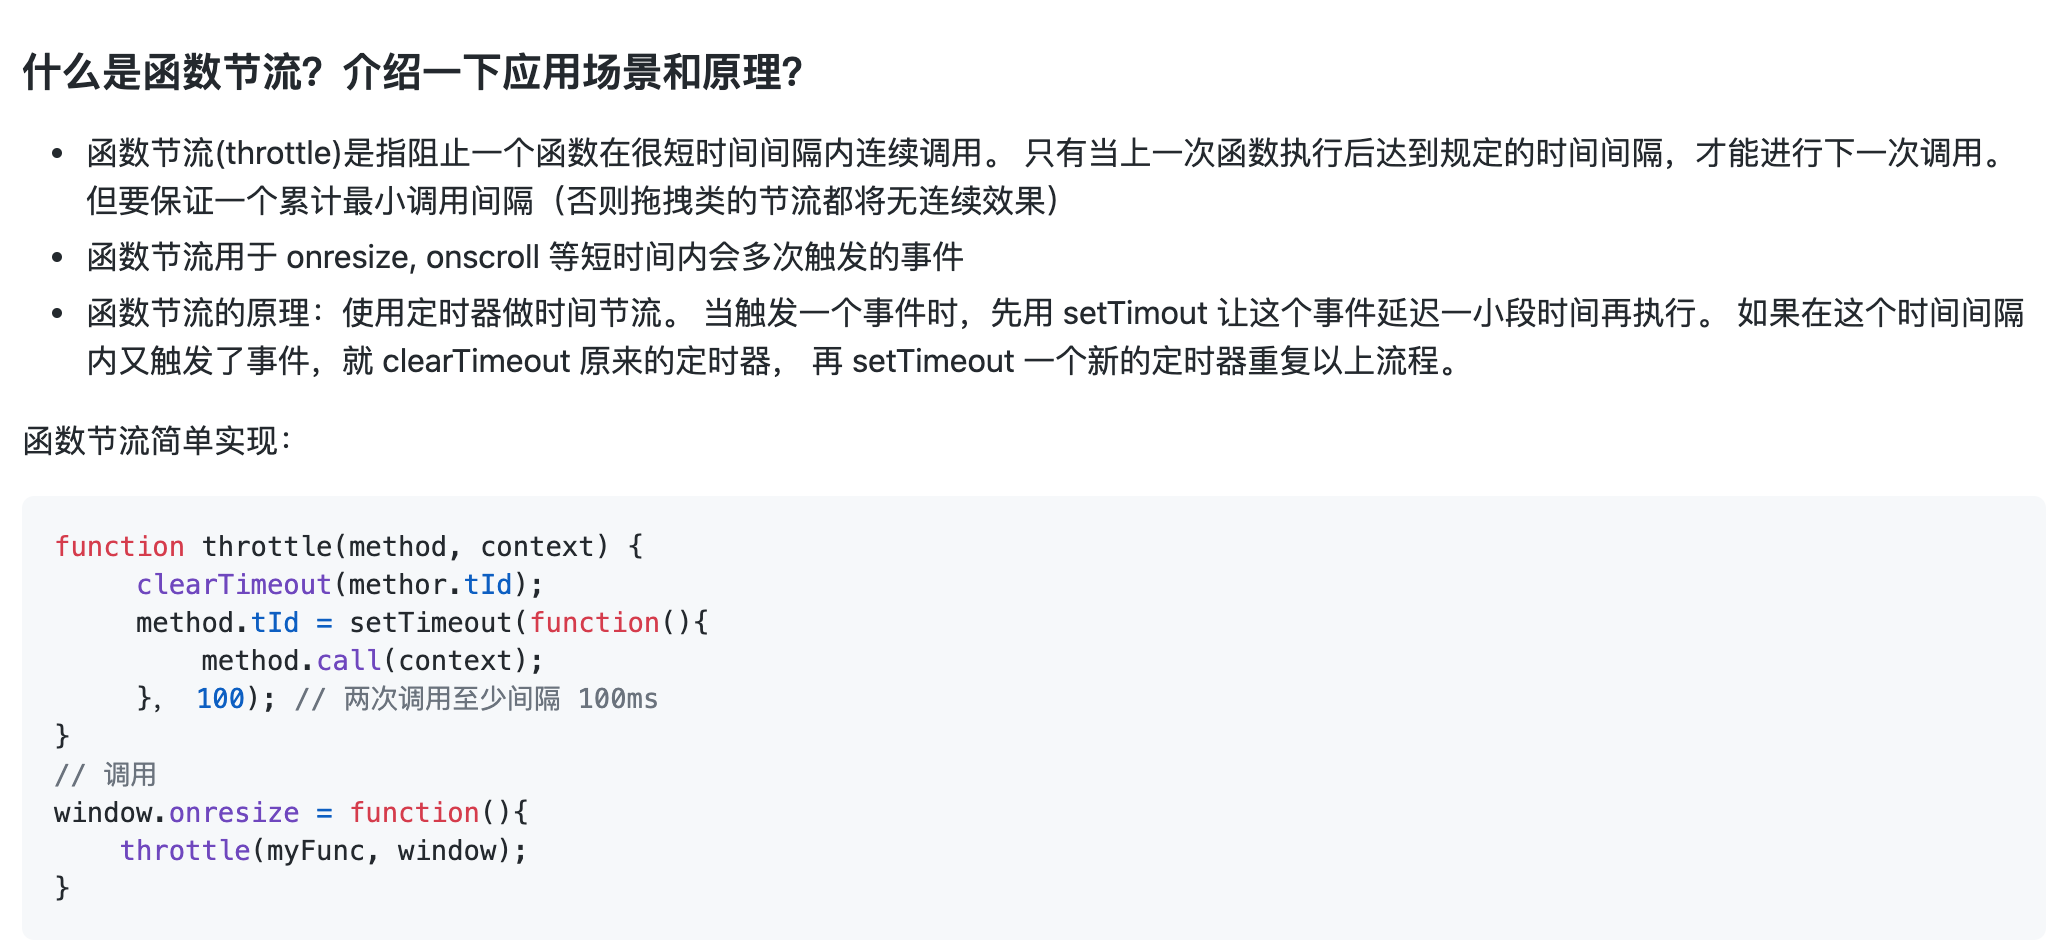 什么是函数节流？介绍一下应用场景和原理？
• 函数节流(throttle)是指阻止一个函数在很短时间间隔内连续调用。 只有当上一次函数执行后达到规定的时间间隔，才能进行下一次调用。
但要保证一个累计最小调用间隔（否则拖拽类的节流都将无连续效果）
• 函数节流用于 onresize, onscroll 等短时间内会多次触发的事件
• 函数节流的原理：使用定时器做时间节流。 当触发一个事件时，先用 setTimout 让这个事件延迟一小段时间再执行。 如果在这个时间间隔
内又触发了事件，就 clearTimeout 原来的定时器， 再 setTimeout 一个新的定时器重复以上流程。
函数节流简单实现：
function throttle(method, context) {
     clearTimeout(methor.tId);
     method.tId = setTimeout(function(){
         method.call(context);
     }， 100); // 两次调用至少间隔 100ms
}
// 调用
window.onresize = function(){
    throttle(myFunc, window);
}